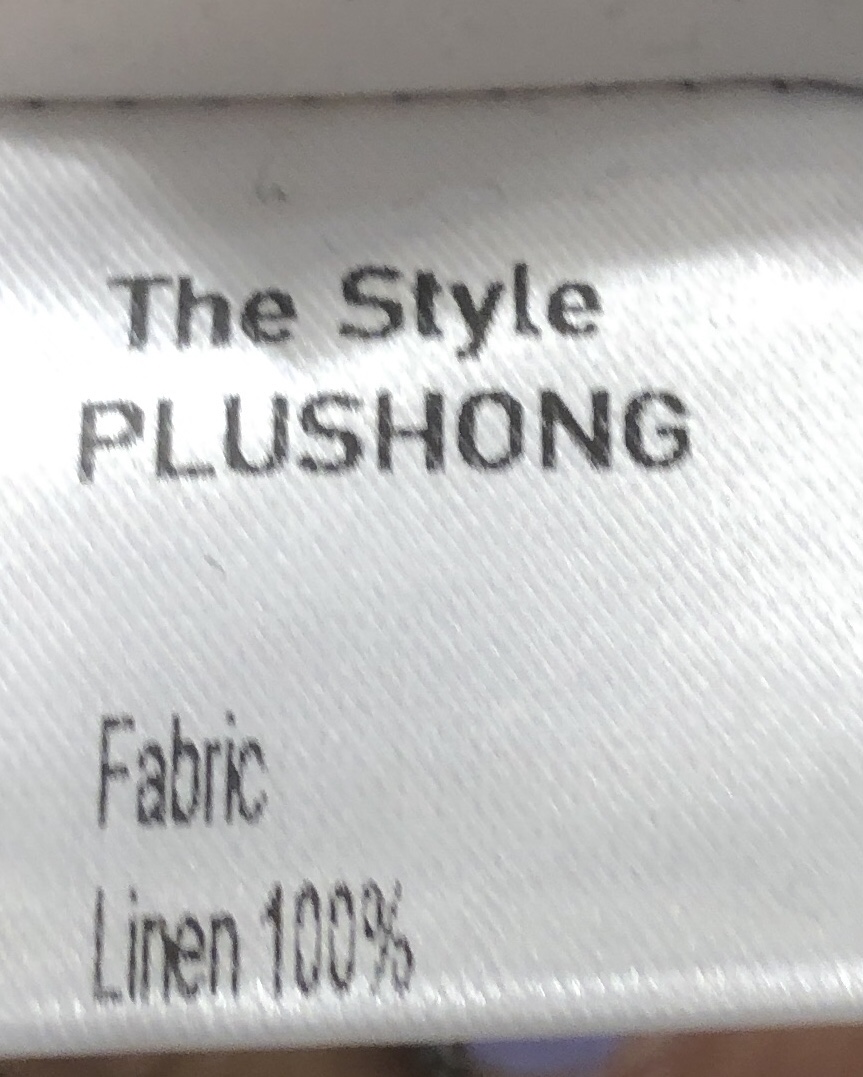 The Style
PLUSHONG
Fabric
Linen 100%